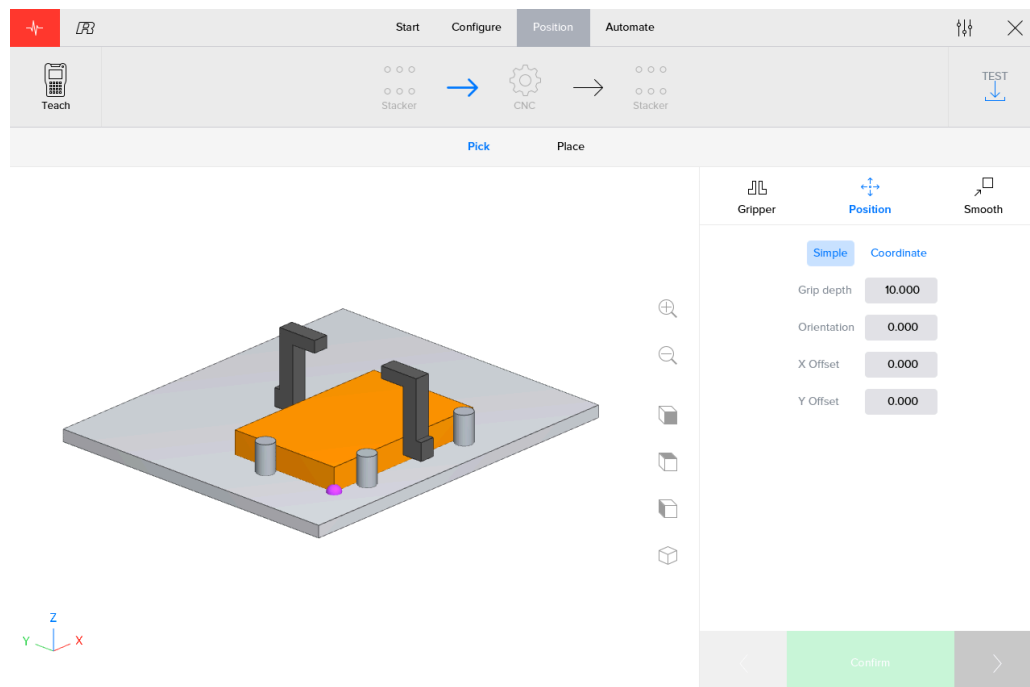 Start Configure Position Automate
Teach
Stacker CNC Stacker
TEST
Pick Place
Gripper Position Smooth
Simple Coordinate
Grip depth 10.000
Orientation 0.000
X Offset 0.000
Y Offset 0.000
Z
Y X
Confirm